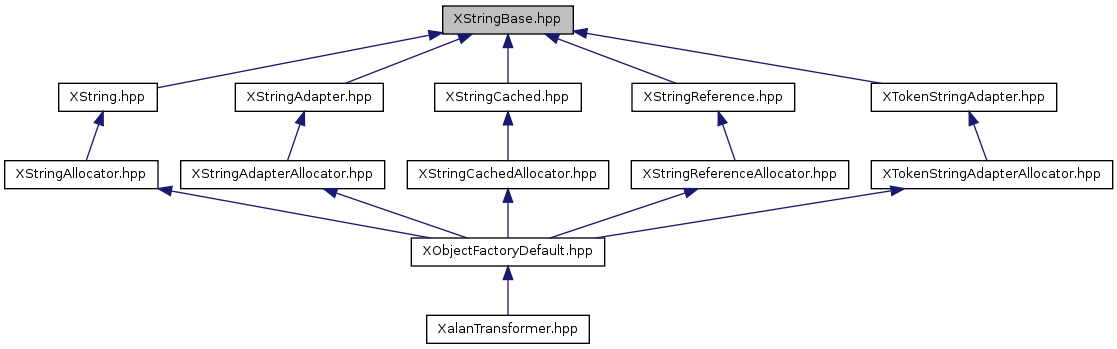 XStringBase.hpp
XString.hpp
XStringAdapter.hpp
XStringCached.hpp
XStringReference.hpp
XTokenStringAdapter.hpp
XStringAllocator.hpp
XStringAdapterAllocator.hpp
XStringCachedAllocator.hpp
XStringReferenceAllocator.hpp
XTokenStringAdapterAllocator.hpp
XObjectFactoryDefault.hpp
XalanTransformer.hpp